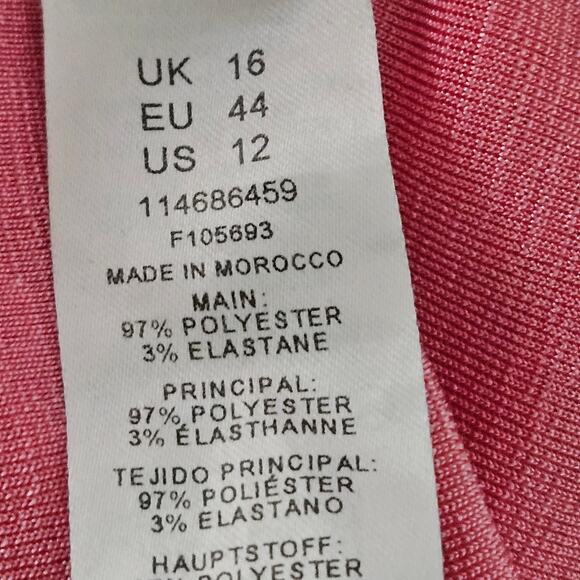 UK 16
EU 44
US 12
114686459
F105693
MADE IN MOROCCO
MAIN:
97% POLYESTER
3% ELASTANE
PRINCIPAL:
97% POLYESTER
3% ÉLASTHANNE
TEJIDO PRINCIPAL:
97% POLIÉSTER
3% ELASTANO
HAUPTSTOFF:
POLYESTER